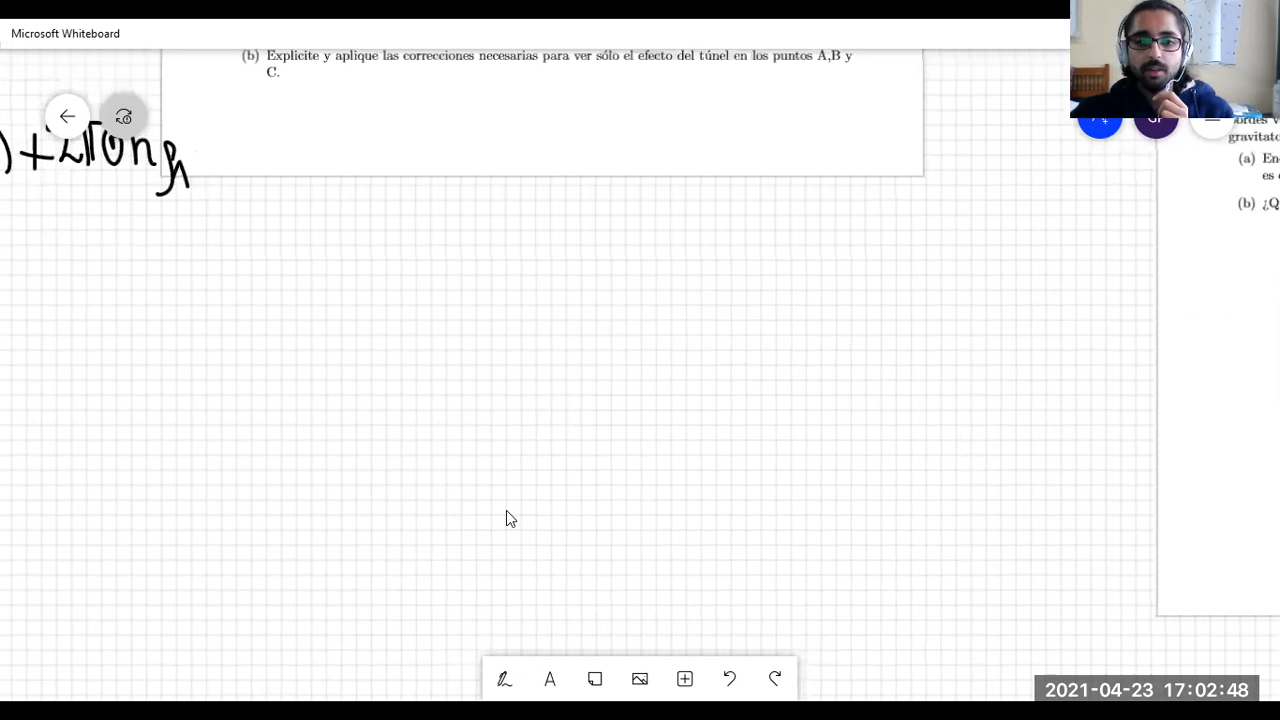 Microsoft Whiteboard
(b) Explicite y aplique las correcciones necesarias para ver sólo el efecto del túnel en los puntos A,B y
C.
bordes v
gravitato
(a) En
es
(b) ¿Q
2021-04-23 17:02:48